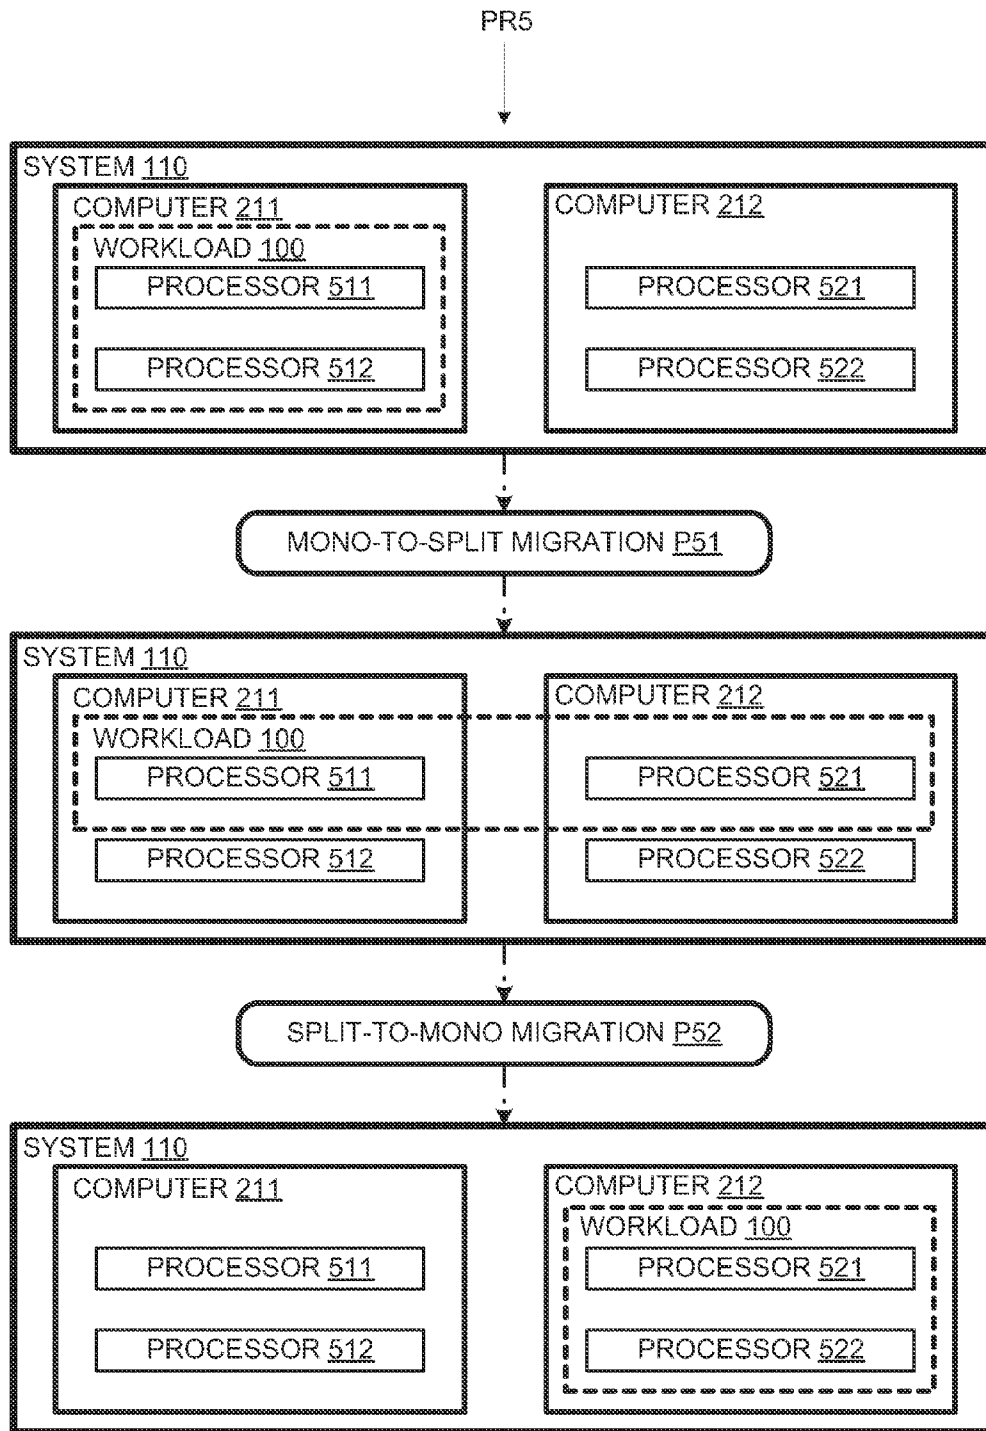 PR5
SYSTEM 110
COMPUTER 211
COMPUTER 212
WORKLOAD 100
PROCESSOR 511
PROCESSOR 521
PROCESSOR 512
PROCESSOR 522
MONO-TO-SPLIT MIGRATION P51
SYSTEM 110
COMPUTER 211
COMPUTER 212
WORKLOAD 100
PROCESSOR 511
PROCESSOR 521
PROCESSOR 512
PROCESSOR 522
SPLIT-TO-MONO MIGRATION P52
SYSTEM 110
COMPUTER 211
COMPUTER 212
WORKLOAD 100
PROCESSOR 511
PROCESSOR 521
PROCESSOR 512
PROCESSOR 522